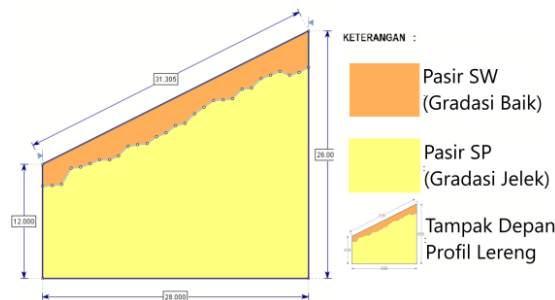 31.305
12.000
26.00
28.000
KETERANGAN :
Pasir SW
(Gradasi Baik)
Pasir SP
(Gradasi Jelek)
Tampak Depan
Profil Lereng